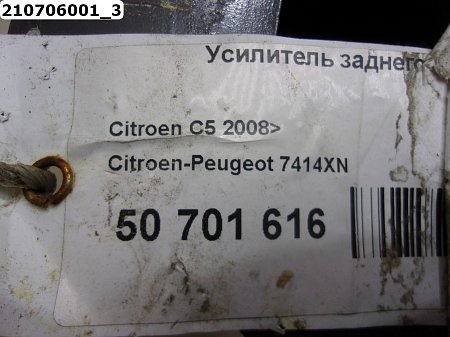 210706001_3
Усилитель заднего
Citroen C5 2008>
Citroen-Peugeot 7414XN
50 701 616